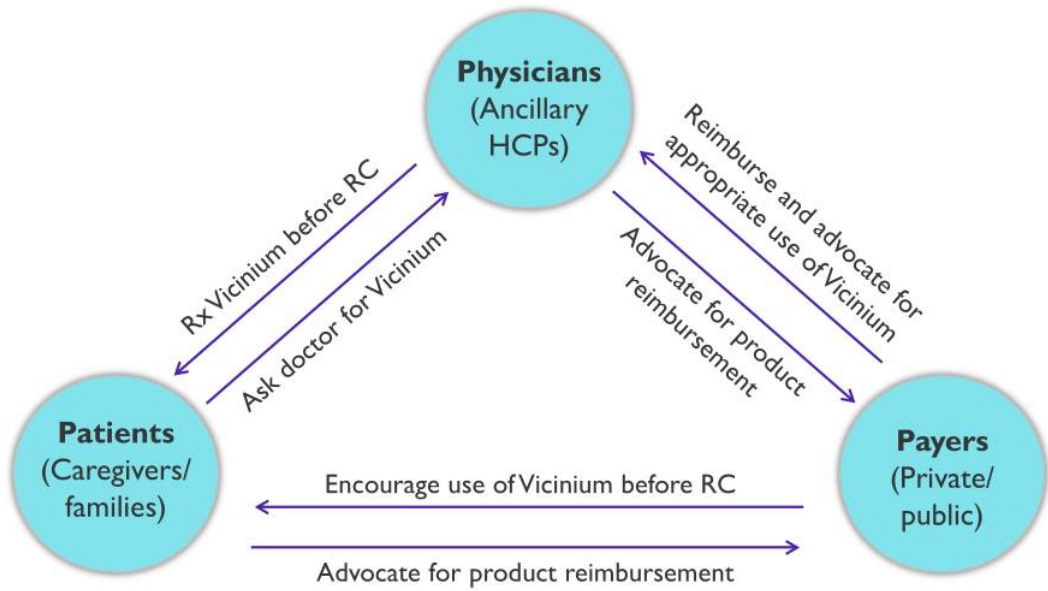 Physicians
(Ancillary
HCPs)
Rx Vicinium before RC
Ask doctor for Vicinium
Reimburse and advocate for
appropriate use of Vicinium
Advocate for product
reimbursement
Patients
(Caregivers/
families)
Payers
(Private/
public)
Encourage use of Vicinium before RC
Advocate for product reimbursement